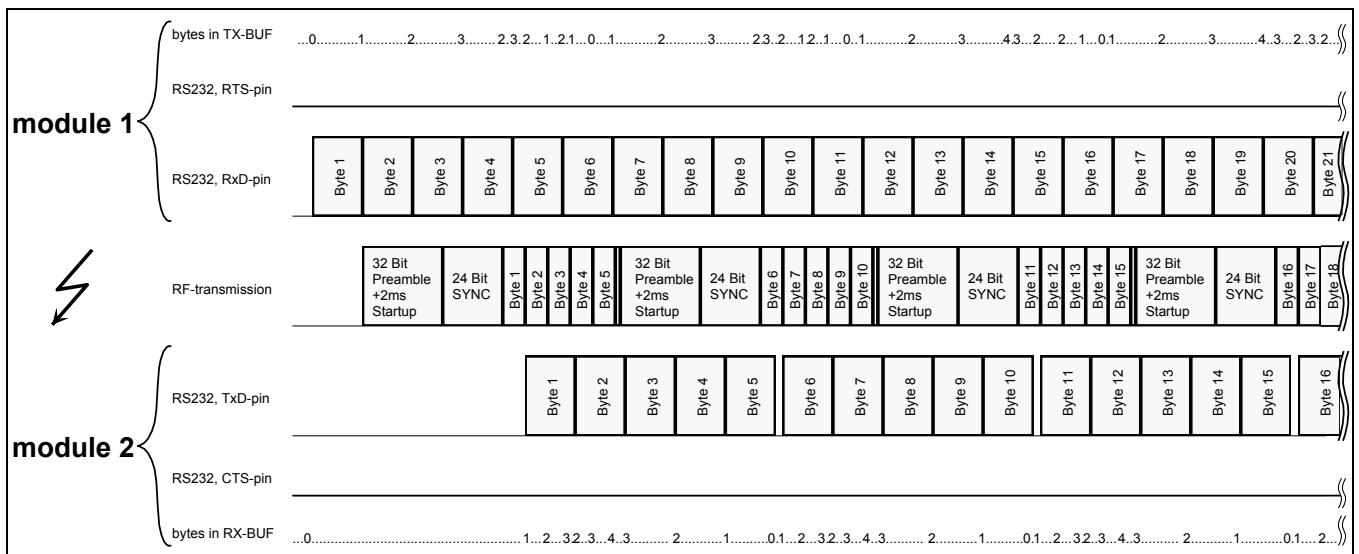 module 1
bytes in TX-BUF
...0...........1...........2...........3.........2.3.2...1...2.1...0...1...........2.........3.........2.3...2...1.2...1...0...1...........2...........3.........4.3...2...2...1...0.1...........2...........3...........4..3...2...3.2...
RS232, RTS-pin
RS232, RxD-pin
Byte 1 Byte 2 Byte 3 Byte 4 Byte 5 Byte 6 Byte 7 Byte 8 Byte 9 Byte 10 Byte 11 Byte 12 Byte 13 Byte 14 Byte 15 Byte 16 Byte 17 Byte 18 Byte 19 Byte 20 Byte 21
RF-transmission
32 Bit
Preamble
+2ms
Startup
24 Bit
SYNC
Byte 1 Byte 2 Byte 3 Byte 4 Byte 5
32 Bit
Preamble
+2ms
Startup
24 Bit
SYNC
Byte 6 Byte 7 Byte 8 Byte 9 Byte 10
32 Bit
Preamble
+2ms
Startup
24 Bit
SYNC
Byte 11 Byte 12 Byte 13 Byte 14 Byte 15
32 Bit
Preamble
+2ms
Startup
24 Bit
SYNC
Byte 16 Byte 17 Byte 18
module 2
RS232, TxD-pin
Byte 1 Byte 2 Byte 3 Byte 4 Byte 5 Byte 6 Byte 7 Byte 8 Byte 9 Byte 10 Byte 11 Byte 12 Byte 13 Byte 14 Byte 15 Byte 16
RS232, CTS-pin
bytes in RX-BUF
...0..................................................1...2...3.2...3...4..3...........2...........1...........0.1...2...3.2...3...4..3...........2...........1...........0.1...2...3.2..3...4..3...........2...........1...........0.1...2...